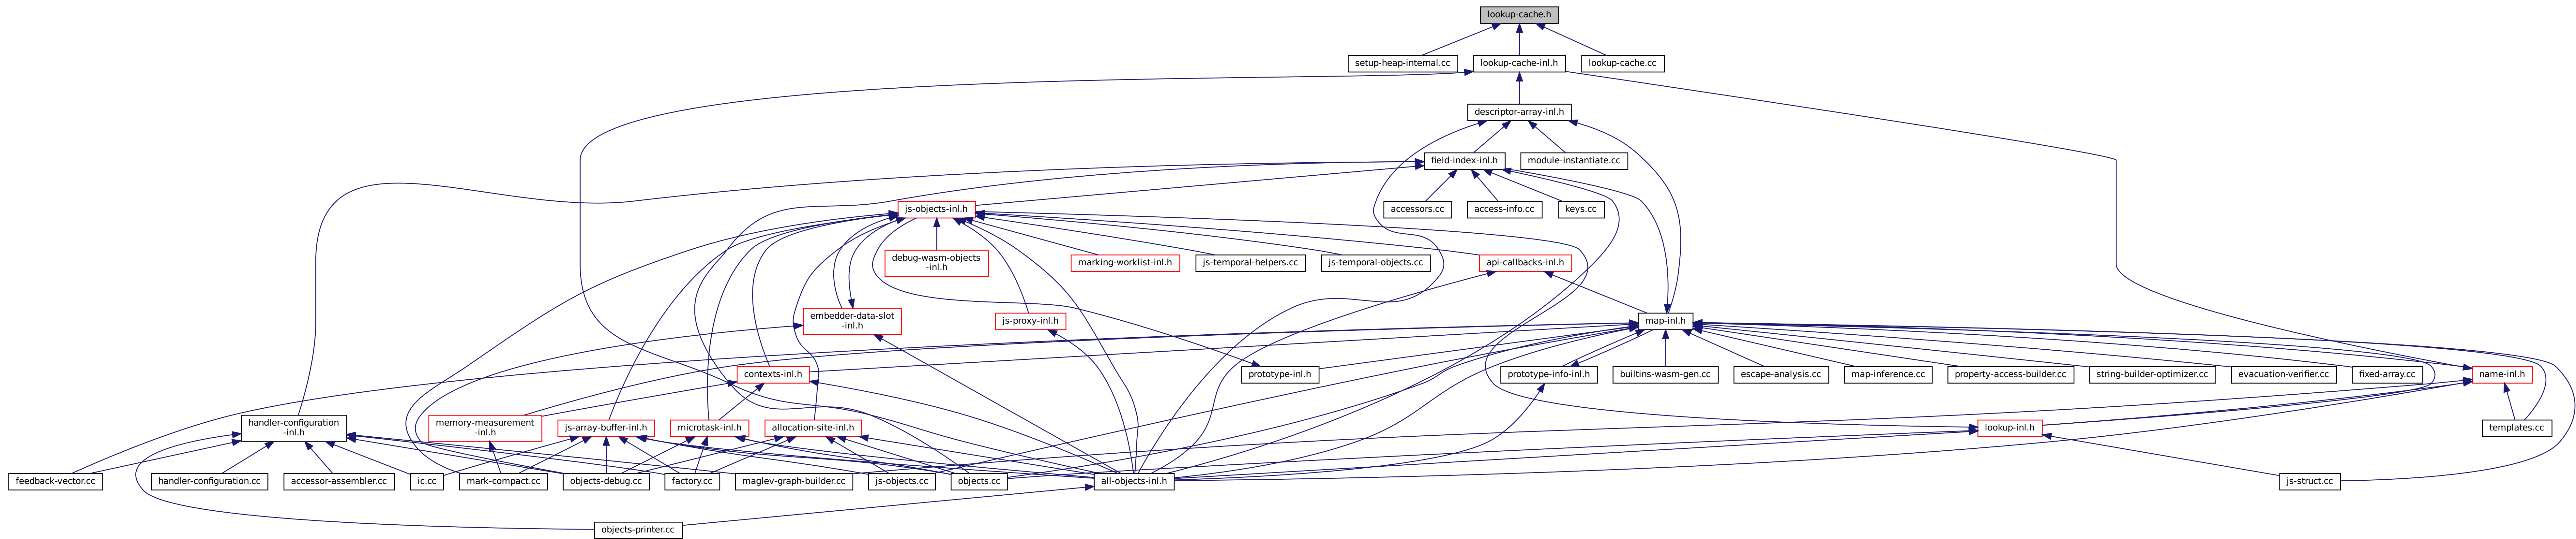 lookup-cache.h
setup-heap-internal.cc
lookup-cache-inl.h
lookup-cache.cc
descriptor-array-inl.h
field-index-inl.h
module-instantiate.cc
js-objects-inl.h
accessors.cc
access-info.cc
keys.cc
debug-wasm-objects
-inl.h
marking-worklist-inl.h
js-temporal-helpers.cc
js-temporal-objects.cc
api-callbacks-inl.h
embedder-data-slot
-inl.h
js-proxy-inl.h
map-inl.h
contexts-inl.h
prototype-inl.h
prototype-info-inl.h
builtins-wasm-gen.cc
escape-analysis.cc
map-inference.cc
property-access-builder.cc
string-builder-optimizer.cc
evacuation-verifier.cc
fixed-array.cc
name-inl.h
handler-configuration
-inl.h
memory-measurement
-inl.h
js-array-buffer-inl.h
microtask-inl.h
allocation-site-inl.h
lookup-inl.h
templates.cc
feedback-vector.cc
handler-configuration.cc
accessor-assembler.cc
ic.cc
mark-compact.cc
objects-debug.cc
factory.cc
maglev-graph-builder.cc
js-objects.cc
objects.cc
all-objects-inl.h
js-struct.cc
objects-printer.cc